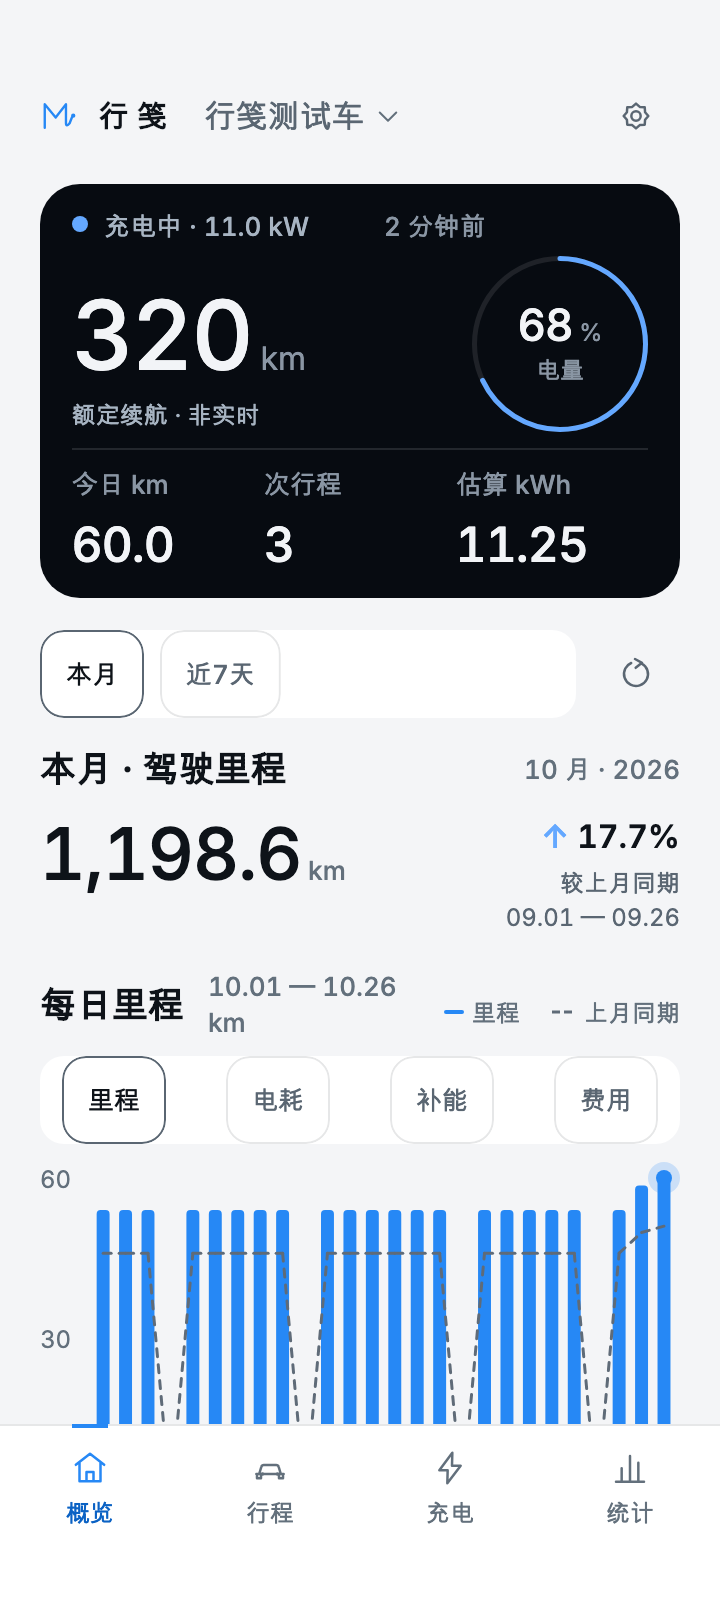 行 笺 行笺测试车
充电中 · 11.0 kW 2 分钟前
320 km
68 %
电量
额定续航 · 非实时
今日 km 次行程 估算 kWh
60.0 3 11.25
本月 近7天
本月 · 驾驶里程 10 月 · 2026
1,198.6 km
↑ 17.7%
较上月同期
09.01 — 09.26
每日里程 10.01 — 10.26 km
里程 -- 上月同期
里程 电耗 补能 费用
60
30
概览 行程 充电 统计